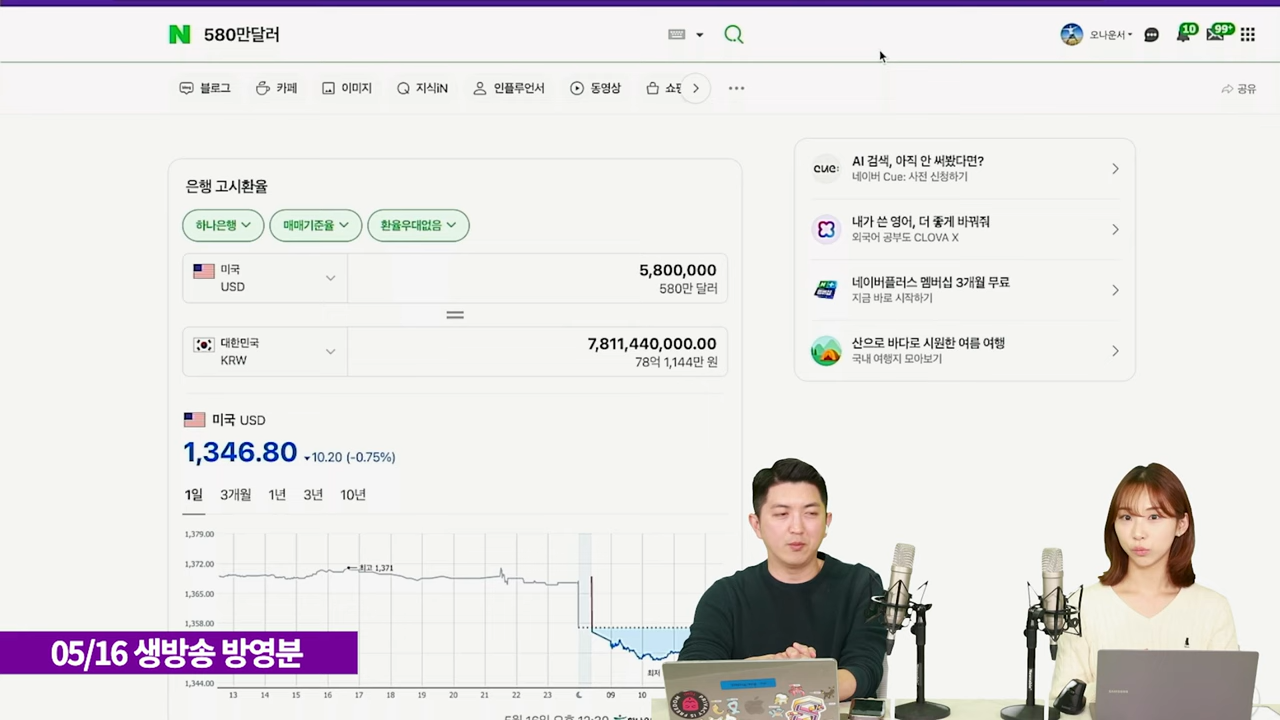 580만달러
오나운서
10
99+
블로그
카페
이미지
지식iN
인플루언서
동영상
쇼핑
공유
은행 고시환율
하나은행
매매기준율
환율우대없음
미국
USD
5,800,000
580만 달러
대한민국
KRW
7,811,440,000.00
78억 1,144만 원
미국 USD
1,346.80 ▼10.20 (-0.75%)
1일 3개월 1년 3년 10년
1,379.00
1,372.00
1,365.00
1,358.00
1,344.00
최고 1,371
최저
13 14 15 16 17 18 19 20 21 22 23 09 10
cue:
AI 검색, 아직 안 써봤다면?
네이버 Cue: 사전 신청하기
내가 쓴 영어, 더 좋게 바꿔줘
외국어 공부도 CLOVA X
네이버플러스 멤버십 3개월 무료
지금 바로 시작하기
산으로 바다로 시원한 여름 여행
국내 여행지 모아보기
05/16 생방송 방영분
SAMSUNG